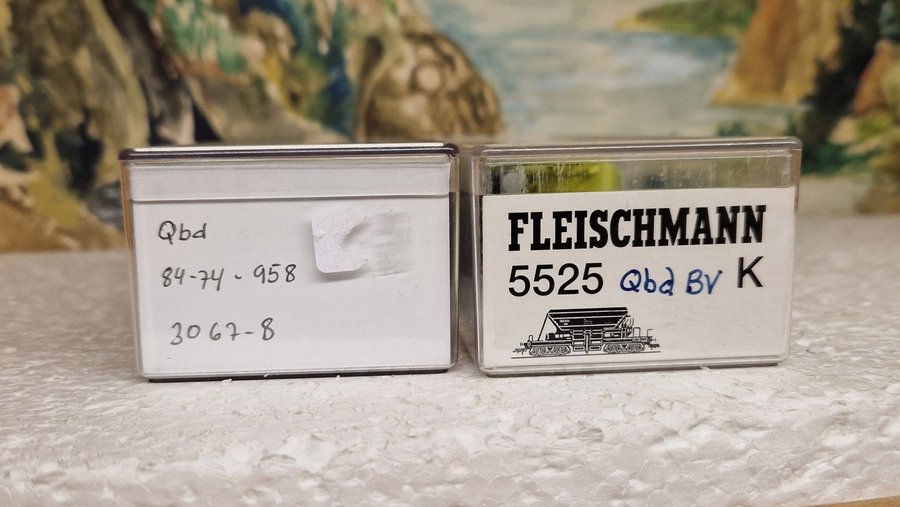 Qbd
84-74-958
3067-8
FLEISCHMANN
5525 Qbd BV K